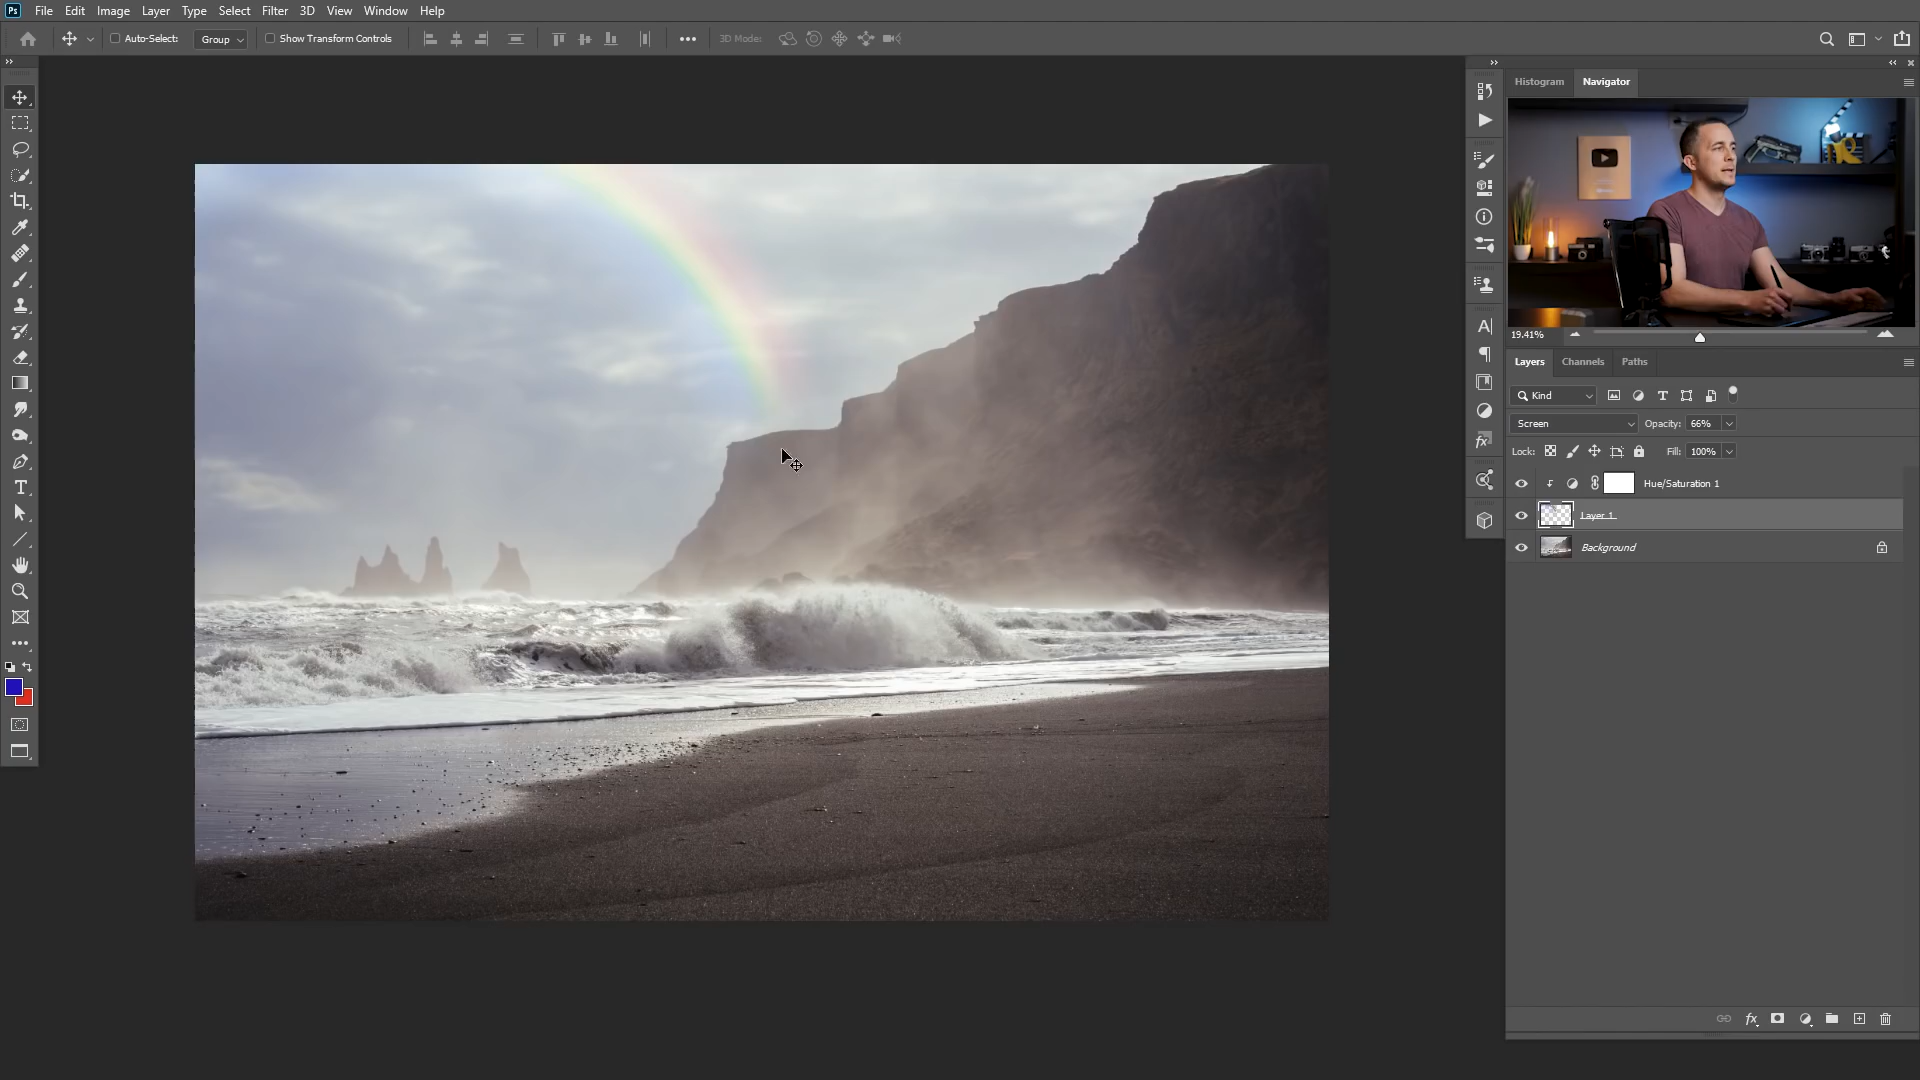 Ps File Edit Image Layer Type Select Filter 3D View Window Help
Auto-Select: Group Show Transform Controls 3D Mode:
Histogram Navigator
19.41%
Layers Channels Paths
Kind
Screen Opacity: 66%
Lock: Fill: 100%
Hue/Saturation 1
Layer 1
Background